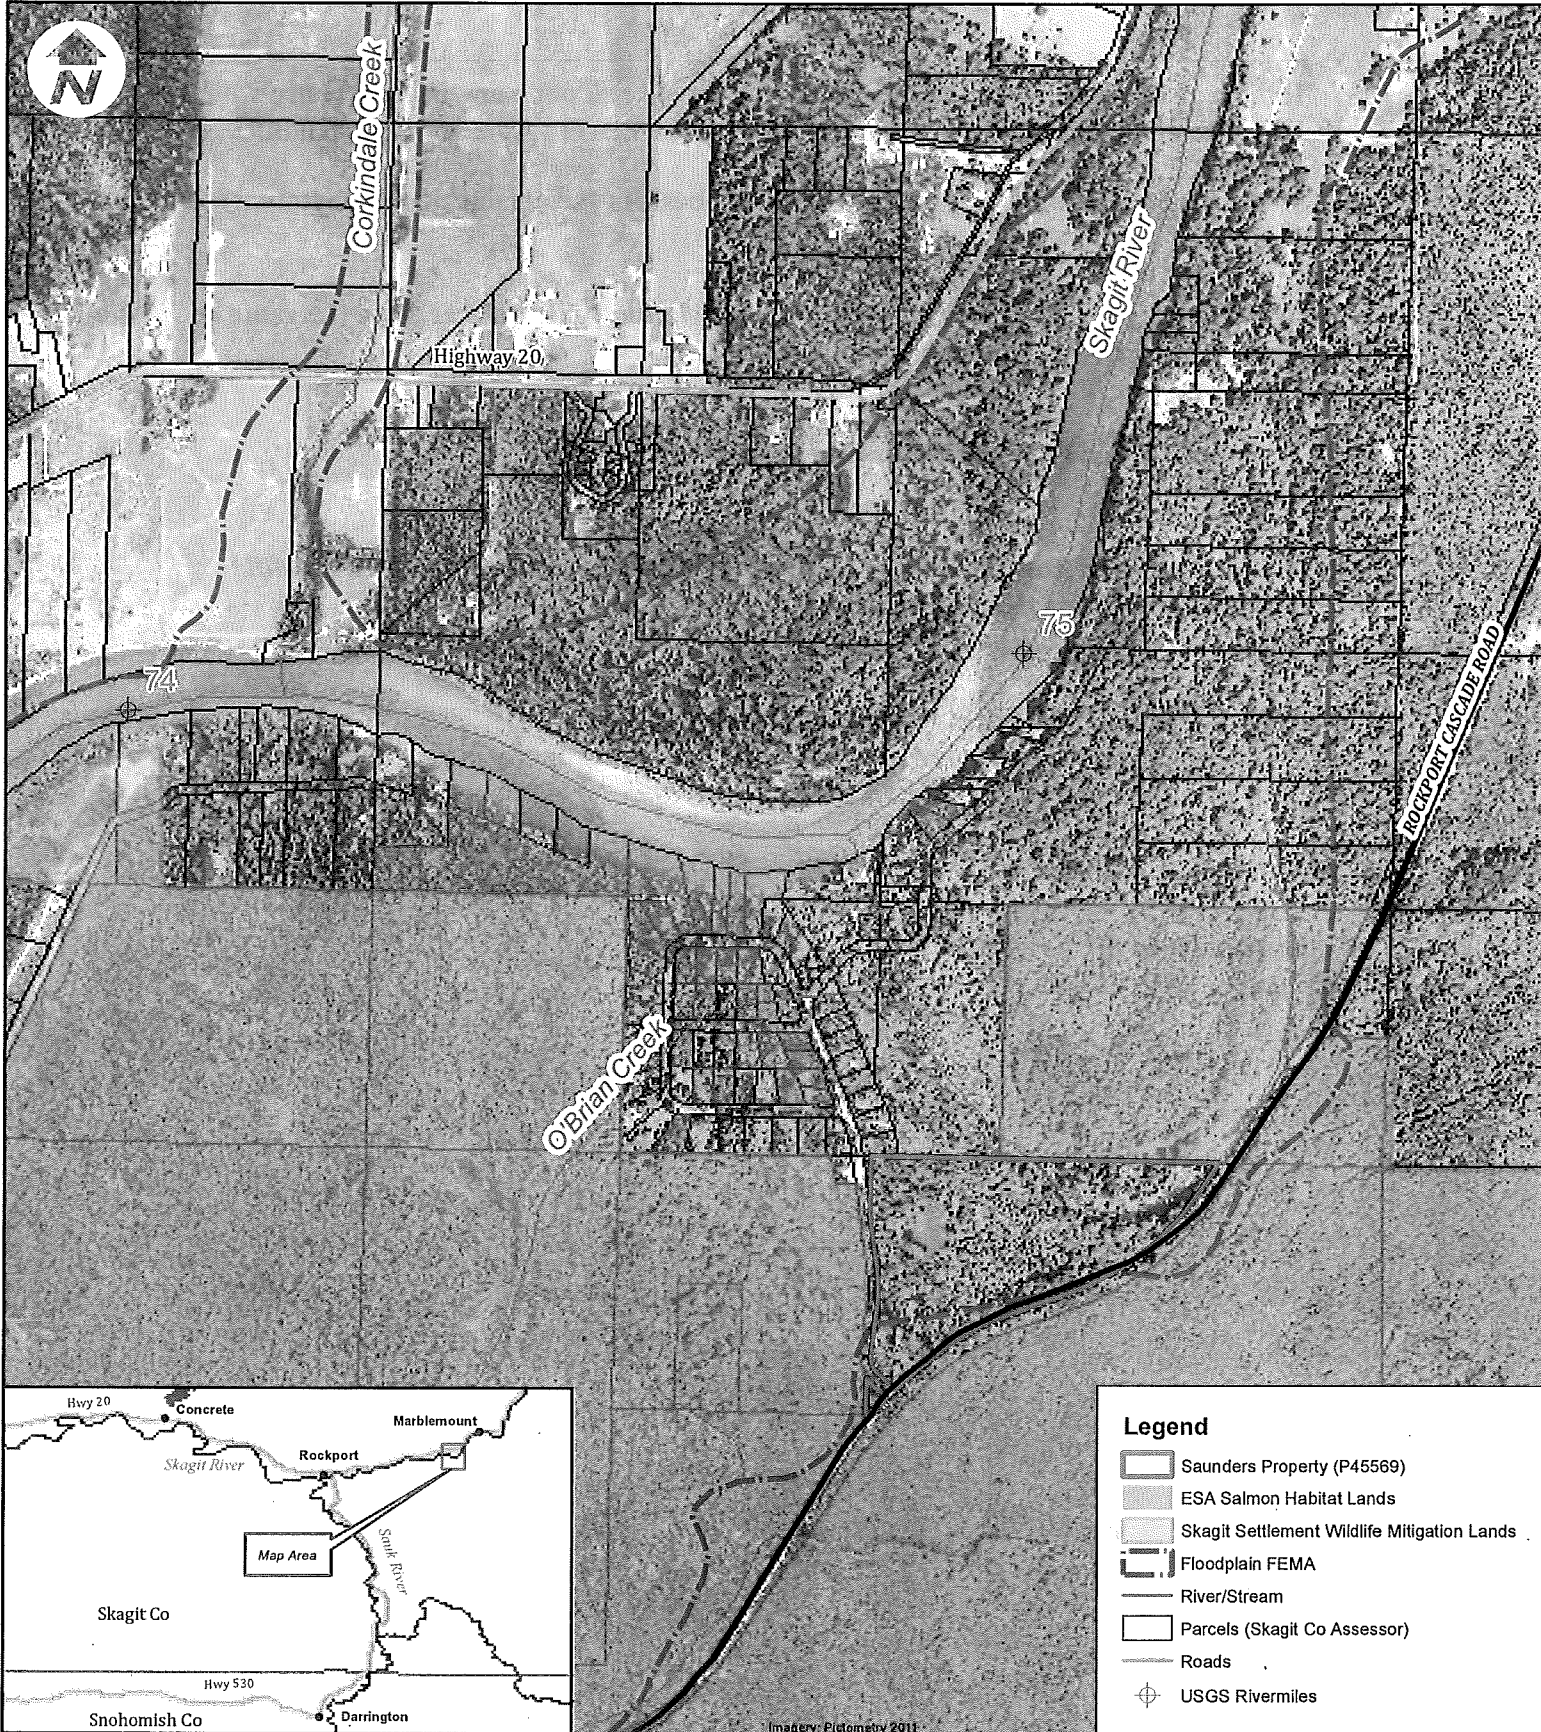 N
Corkindale Creek
Skagit River
Highway 20
75
74
ROCKPORT CASCADE ROAD
O'Brian Creek
Hwy 20
Concrete
Marblemount
Rockport
Skagit River
Map Area
Sauk River
Skagit Co
Hwy 530
Snohomish Co
Darrington
Legend
Saunders Property (P45569)
ESA Salmon Habitat Lands
Skagit Settlement Wildlife Mitigation Lands
Floodplain FEMA
River/Stream
Parcels (Skagit Co Assessor)
Roads
USGS Rivermiles
Imagery: Pictometry 2011